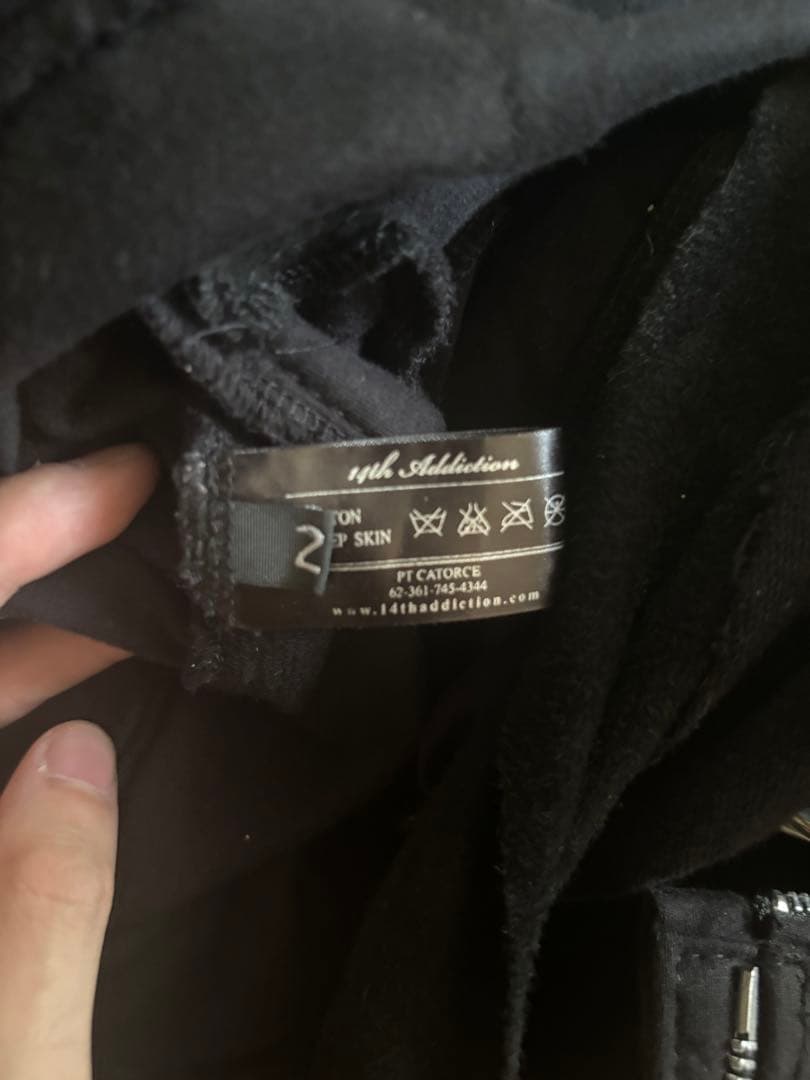 14th Addiction
TON
EP SKIN
2
PT CATORCE
62-361-745-4344
www.14thaddiction.com